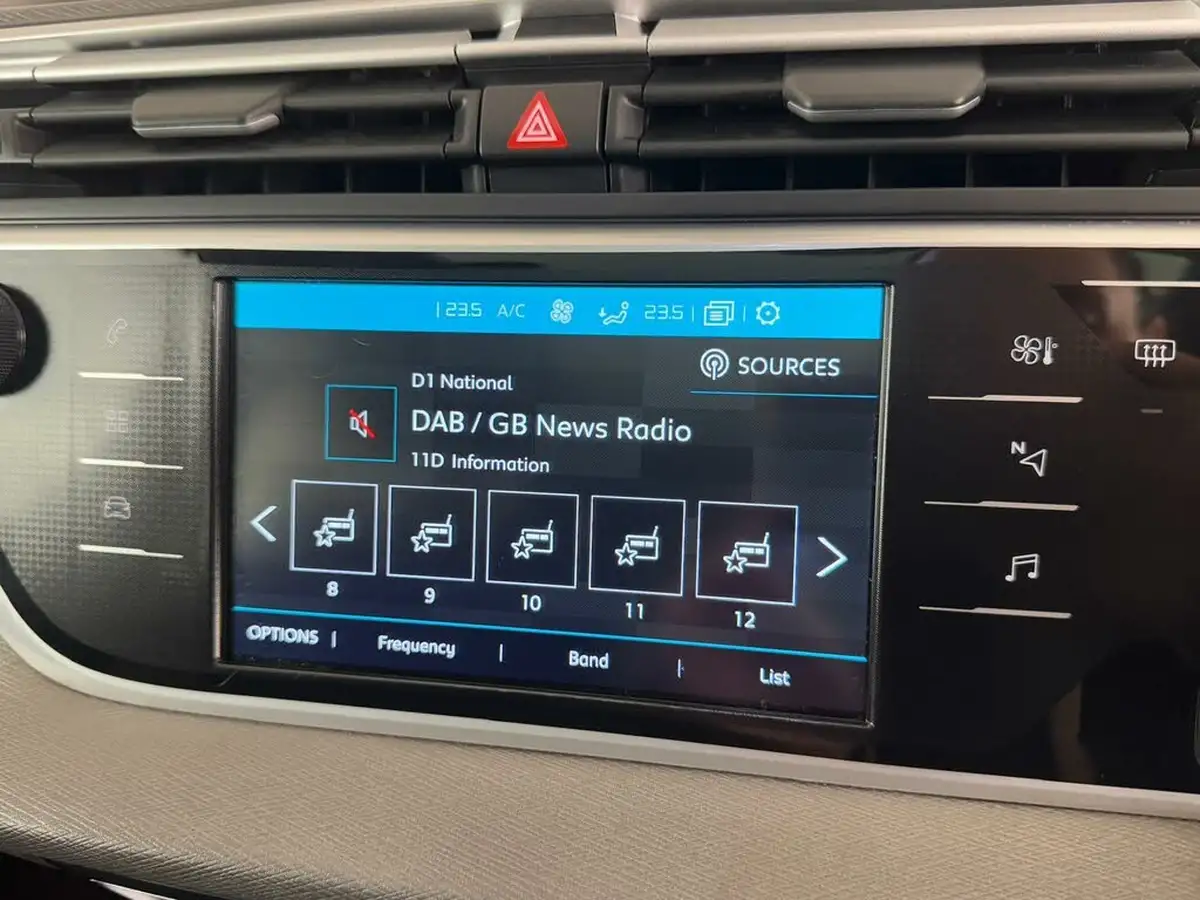 23.5 A/C 23.5
SOURCES
D1 National
DAB / GB News Radio
11D Information
8 9 10 11 12
OPTIONS Frequency Band List
N